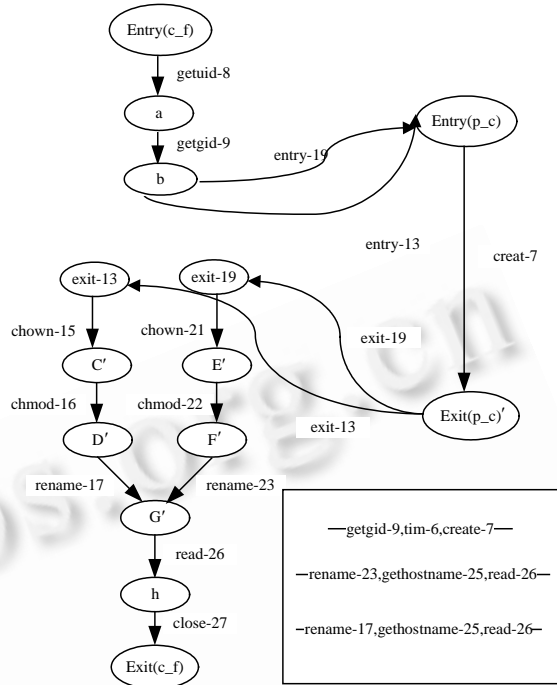 Entry(c_f)
getuid-8
a
getgid-9
b
entry-19
Entry(p_c)
entry-13
creat-7
exit-13
exit-19
chown-15
chown-21
exit-19
C′
E′
chmod-16
chmod-22
D′
F′
exit-13
Exit(p_c)′
rename-17
rename-23
G′
read-26
h
close-27
Exit(c_f)
getgid-9,tim-6,create-7
rename-23,gethostname-25,read-26
rename-17,gethostname-25,read-26